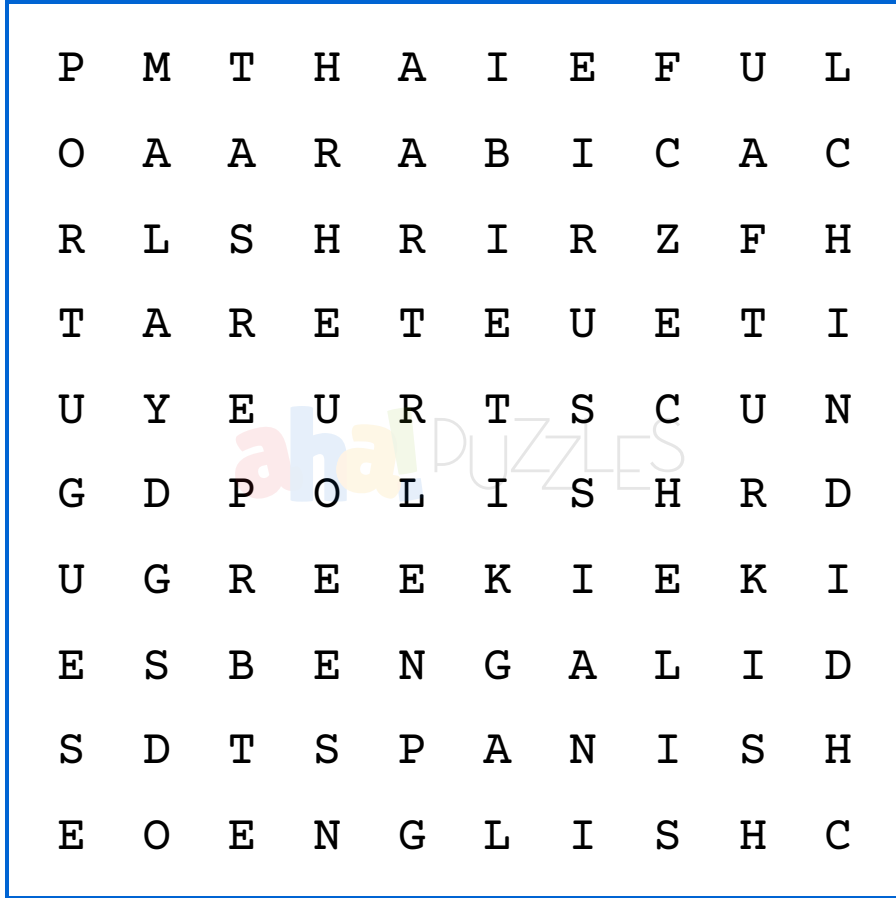 P M T H A I E F U L
O A A R A B I C A C
R L S H R I R Z F H
T A R E T E U E T I
U Y E U R T S C U N
G D P O L I S H R D
U G R E E K I E K I
E S B E N G A L I D
S D T S P A N I S H
E O E N G L I S H C
aha! PUZZLES